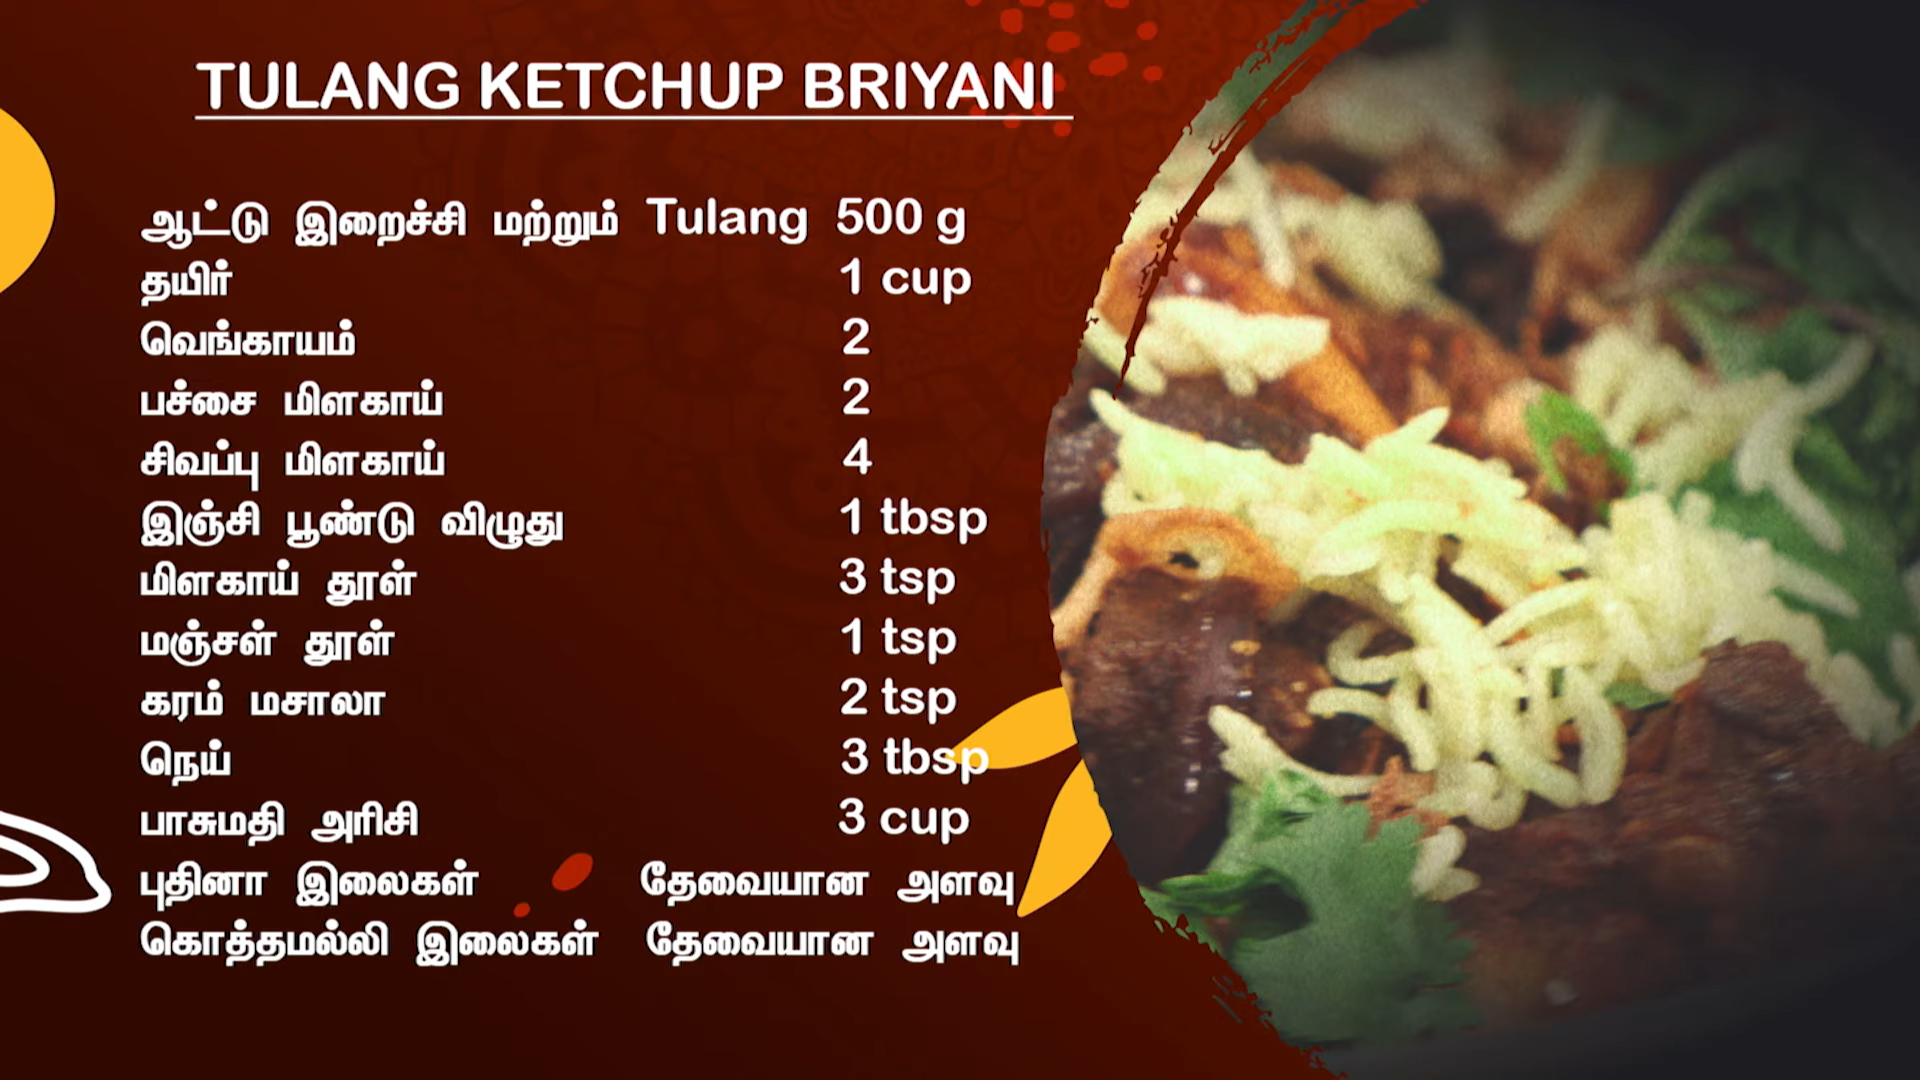 TULANG KETCHUP BRIYANI
ஆட்டு இறைச்சி மற்றும் Tulang 500 g
தயிர் 1 cup
வெங்காயம் 2
பச்சை மிளகாய் 2
சிவப்பு மிளகாய் 4
இஞ்சி பூண்டு விழுது 1 tbsp
மிளகாய் தூள் 3 tsp
மஞ்சள் தூள் 1 tsp
கரம் மசாலா 2 tsp
நெய் 3 tbsp
பாசுமதி அரிசி 3 cup
புதினா இலைகள் தேவையான அளவு
கொத்தமல்லி இலைகள் தேவையான அளவு